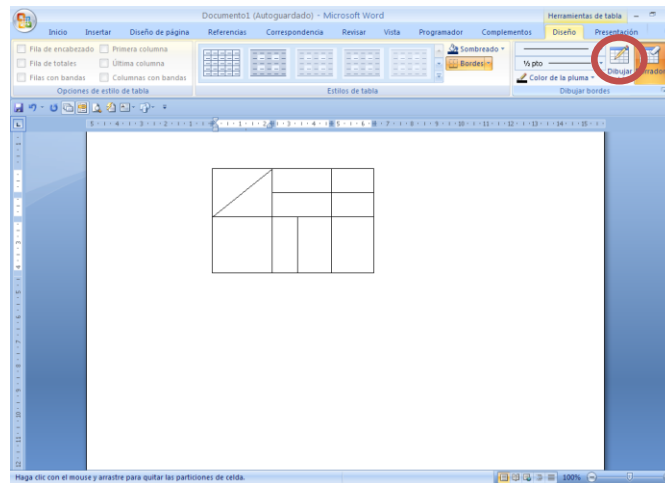 Documento1 (Autoguardado) - Microsoft Word
Herramientas de tabla
Inicio Insertar Diseño de página Referencias Correspondencia Revisar Vista Programador Complementos Diseño Presentación
Fila de encabezado Primera columna
Fila de totales Última columna
Filas con bandas Columnas con bandas
Opciones de estilo de tabla
Estilos de tabla
Sombreado
Bordes
½ pto
Color de la pluma
Dibujar
Dibujar bordes
Haga clic con el mouse y arrastre para quitar las particiones de celda.
100%